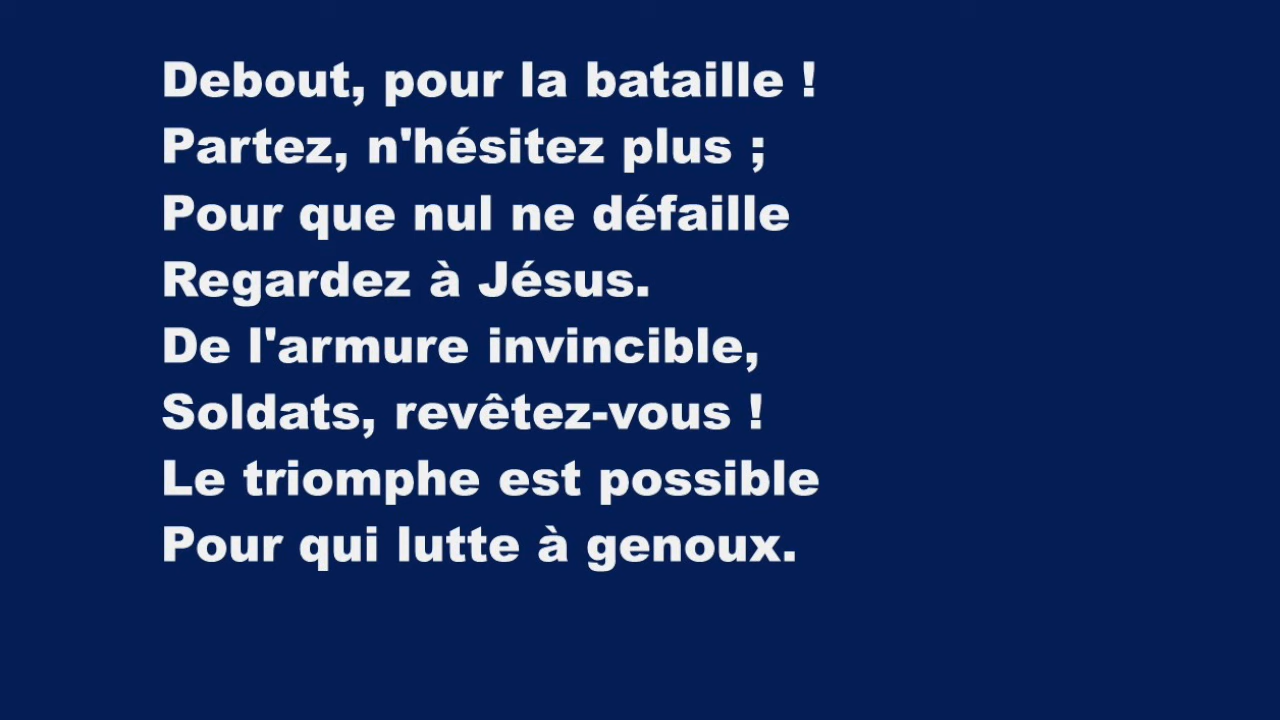 Debout, pour la bataille !
Partez, n'hésitez plus ;
Pour que nul ne défaille
Regardez à Jésus.
De l'armure invincible,
Soldats, revêtez-vous !
Le triomphe est possible
Pour qui lutte à genoux.